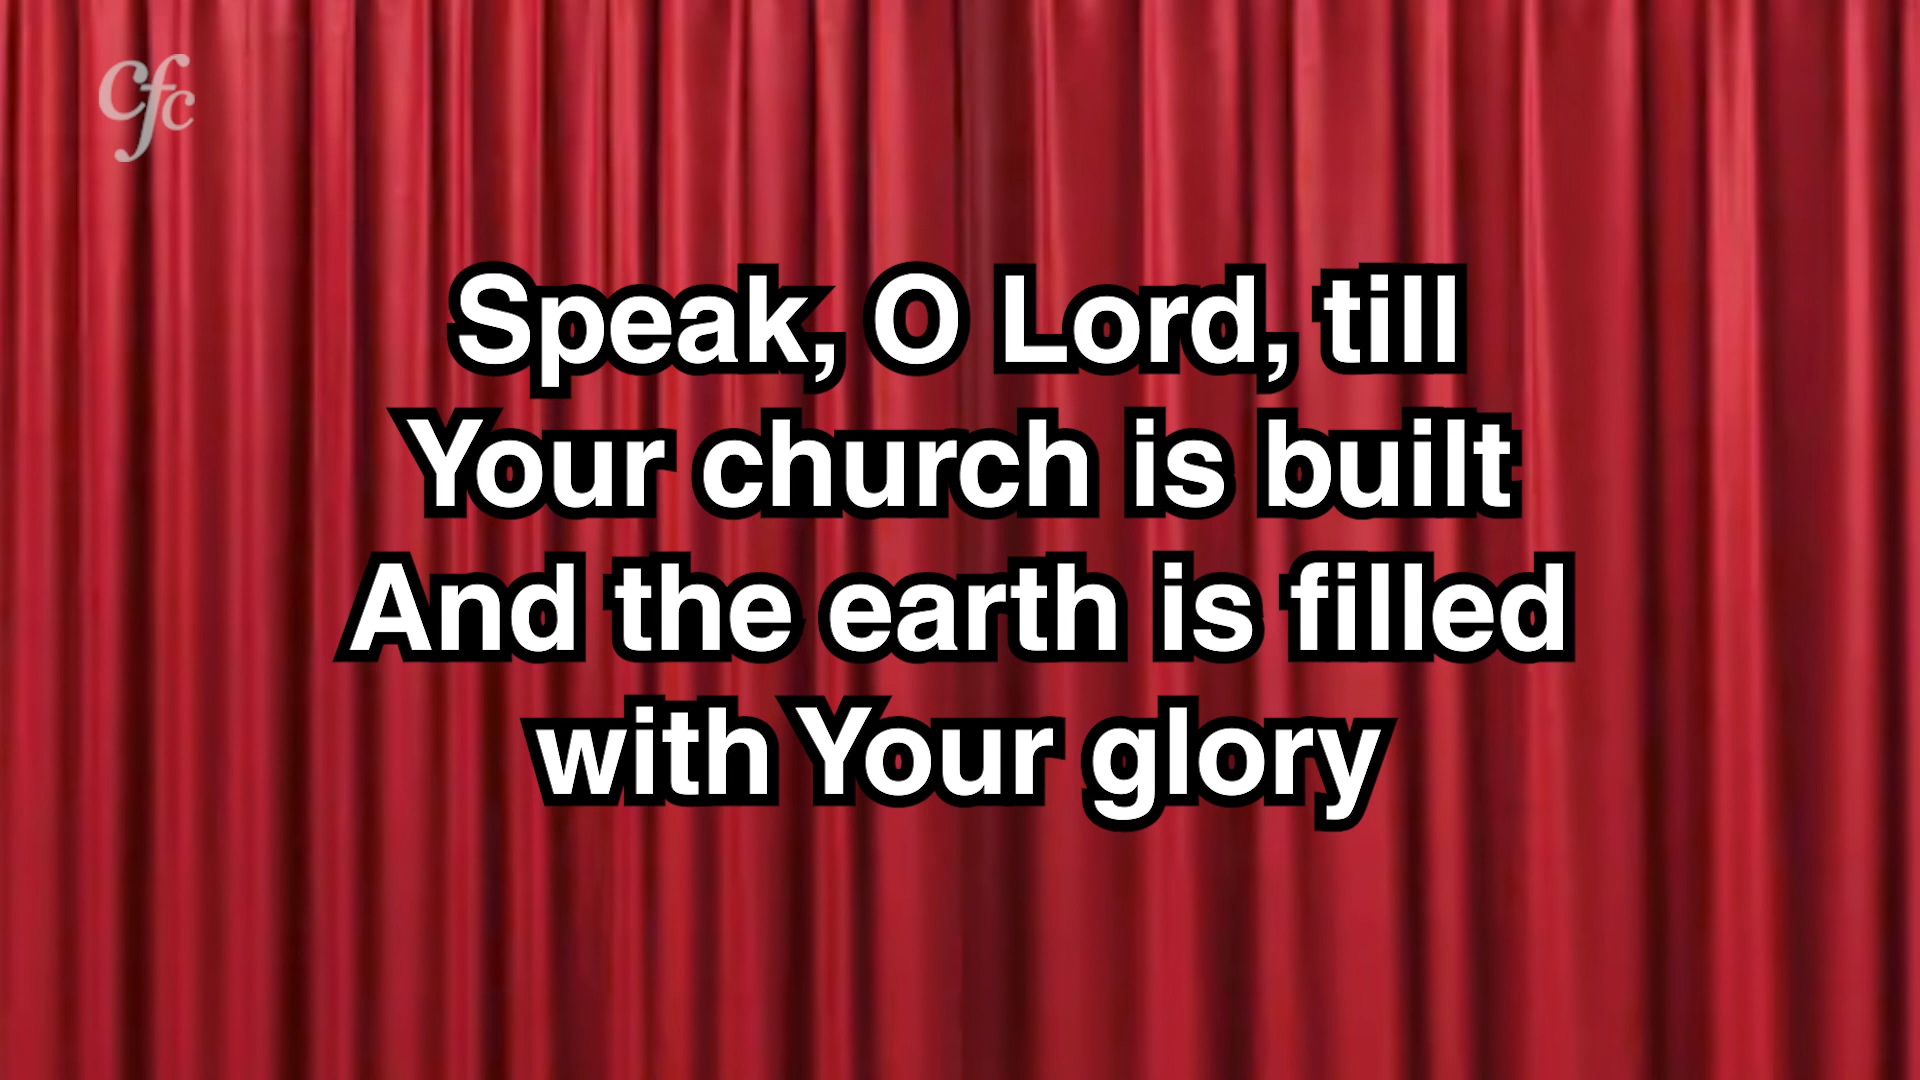 cfc
Speak, O Lord, till
Your church is built
And the earth is filled
with Your glory